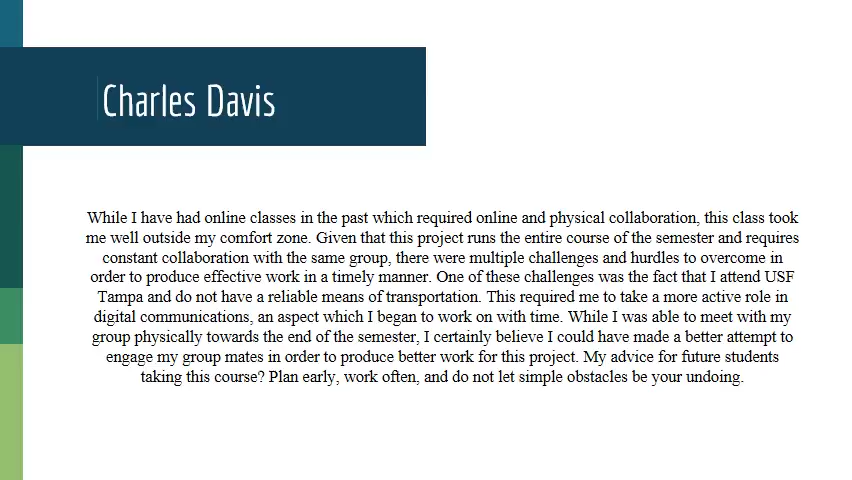 Charles Davis
While I have had online classes in the past which required online and physical collaboration, this class took
me well outside my comfort zone. Given that this project runs the entire course of the semester and requires
constant collaboration with the same group, there were multiple challenges and hurdles to overcome in
order to produce effective work in a timely manner. One of these challenges was the fact that I attend USF
Tampa and do not have a reliable means of transportation. This required me to take a more active role in
digital communications, an aspect which I began to work on with time. While I was able to meet with my
group physically towards the end of the semester, I certainly believe I could have made a better attempt to
engage my group mates in order to produce better work for this project. My advice for future students
taking this course? Plan early, work often, and do not let simple obstacles be your undoing.